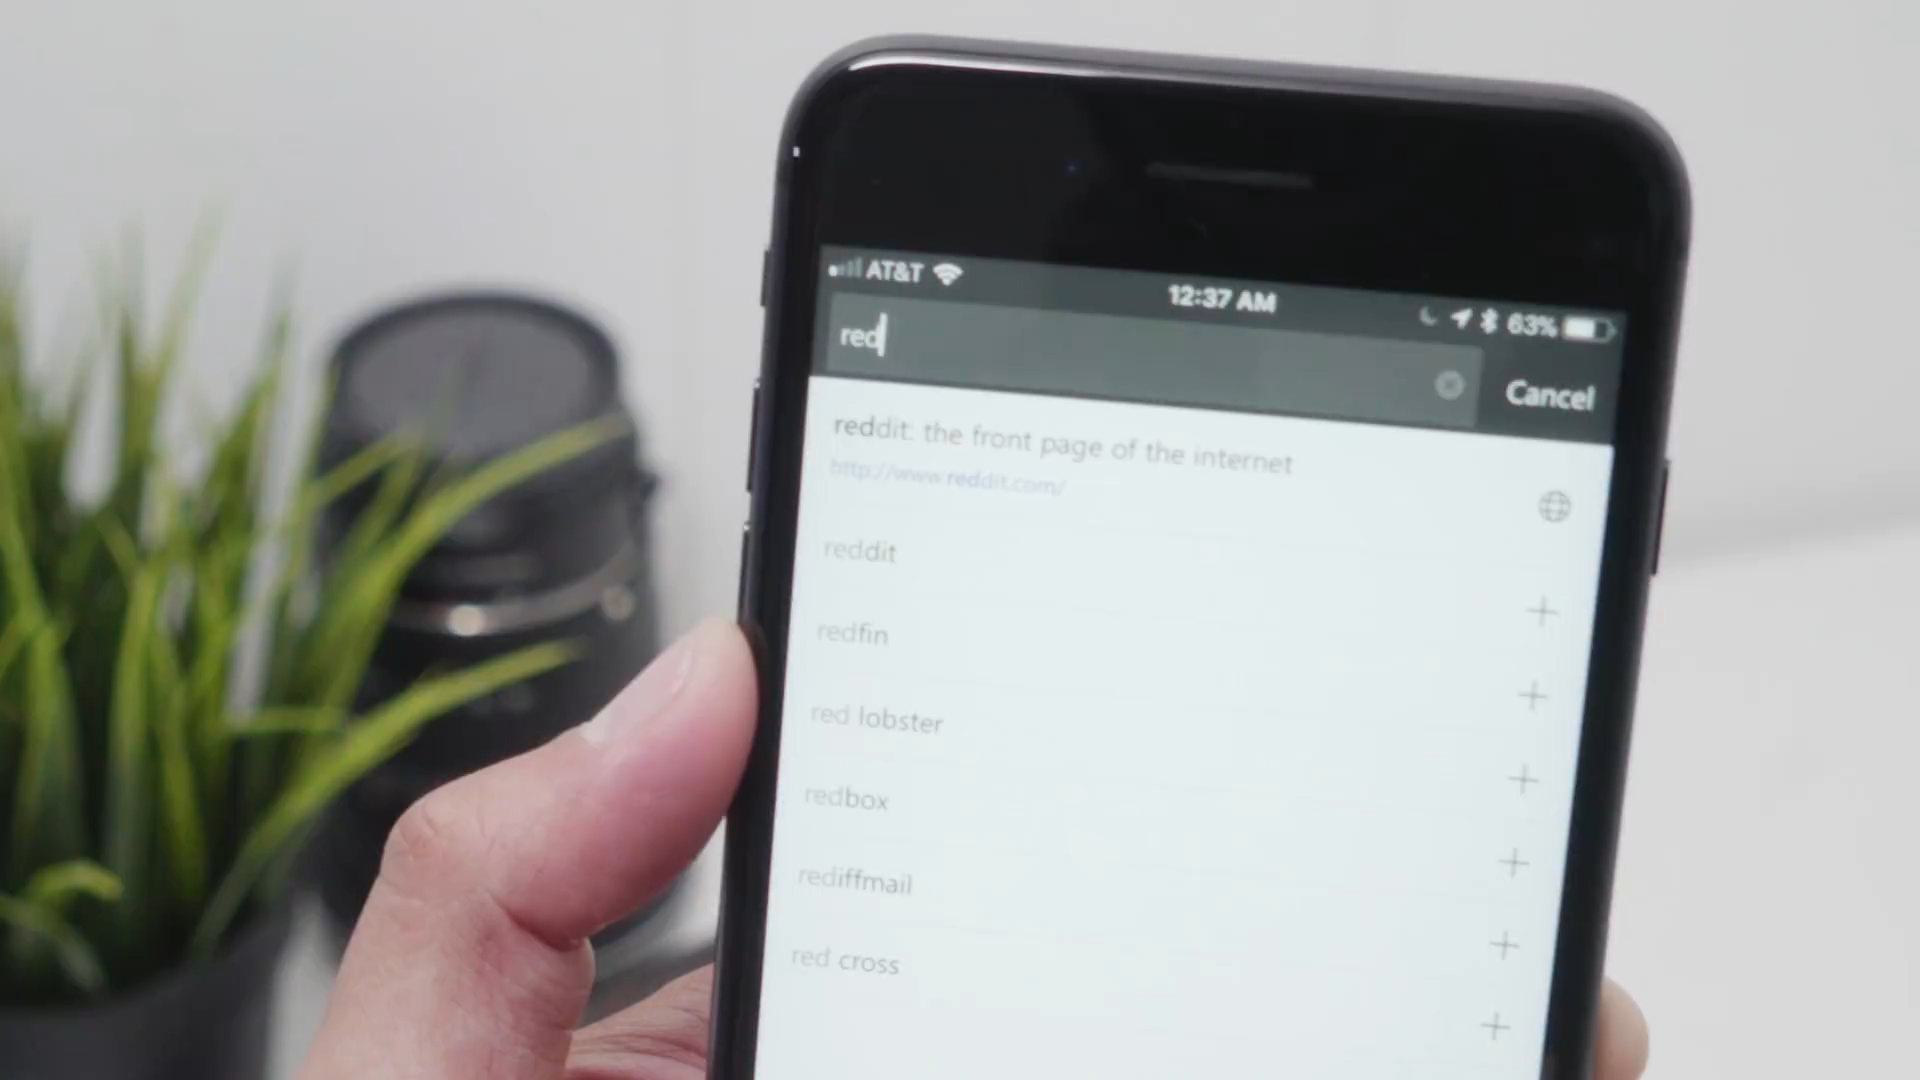 AT&T 12:37 AM 63%
red
Cancel
reddit: the front page of the internet
http://www.reddit.com/
reddit
redfin
red lobster
redbox
rediffmail
red cross